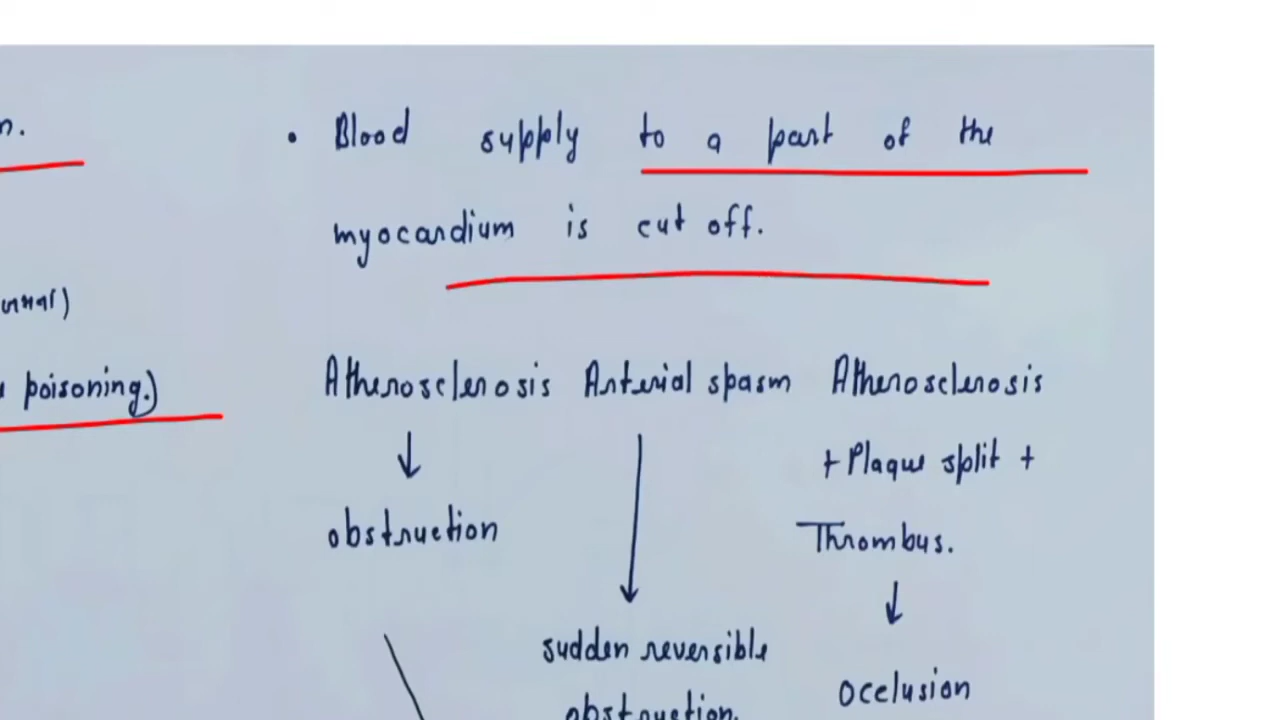 n.
• Blood supply to a part of the
myocardium is cut off.
poisoning.)
Atherosclerosis Arterial spasm Atherosclerosis
+ Plaque split +
obstruction
Thrombus.
sudden reversible
obstruction.
occlusion